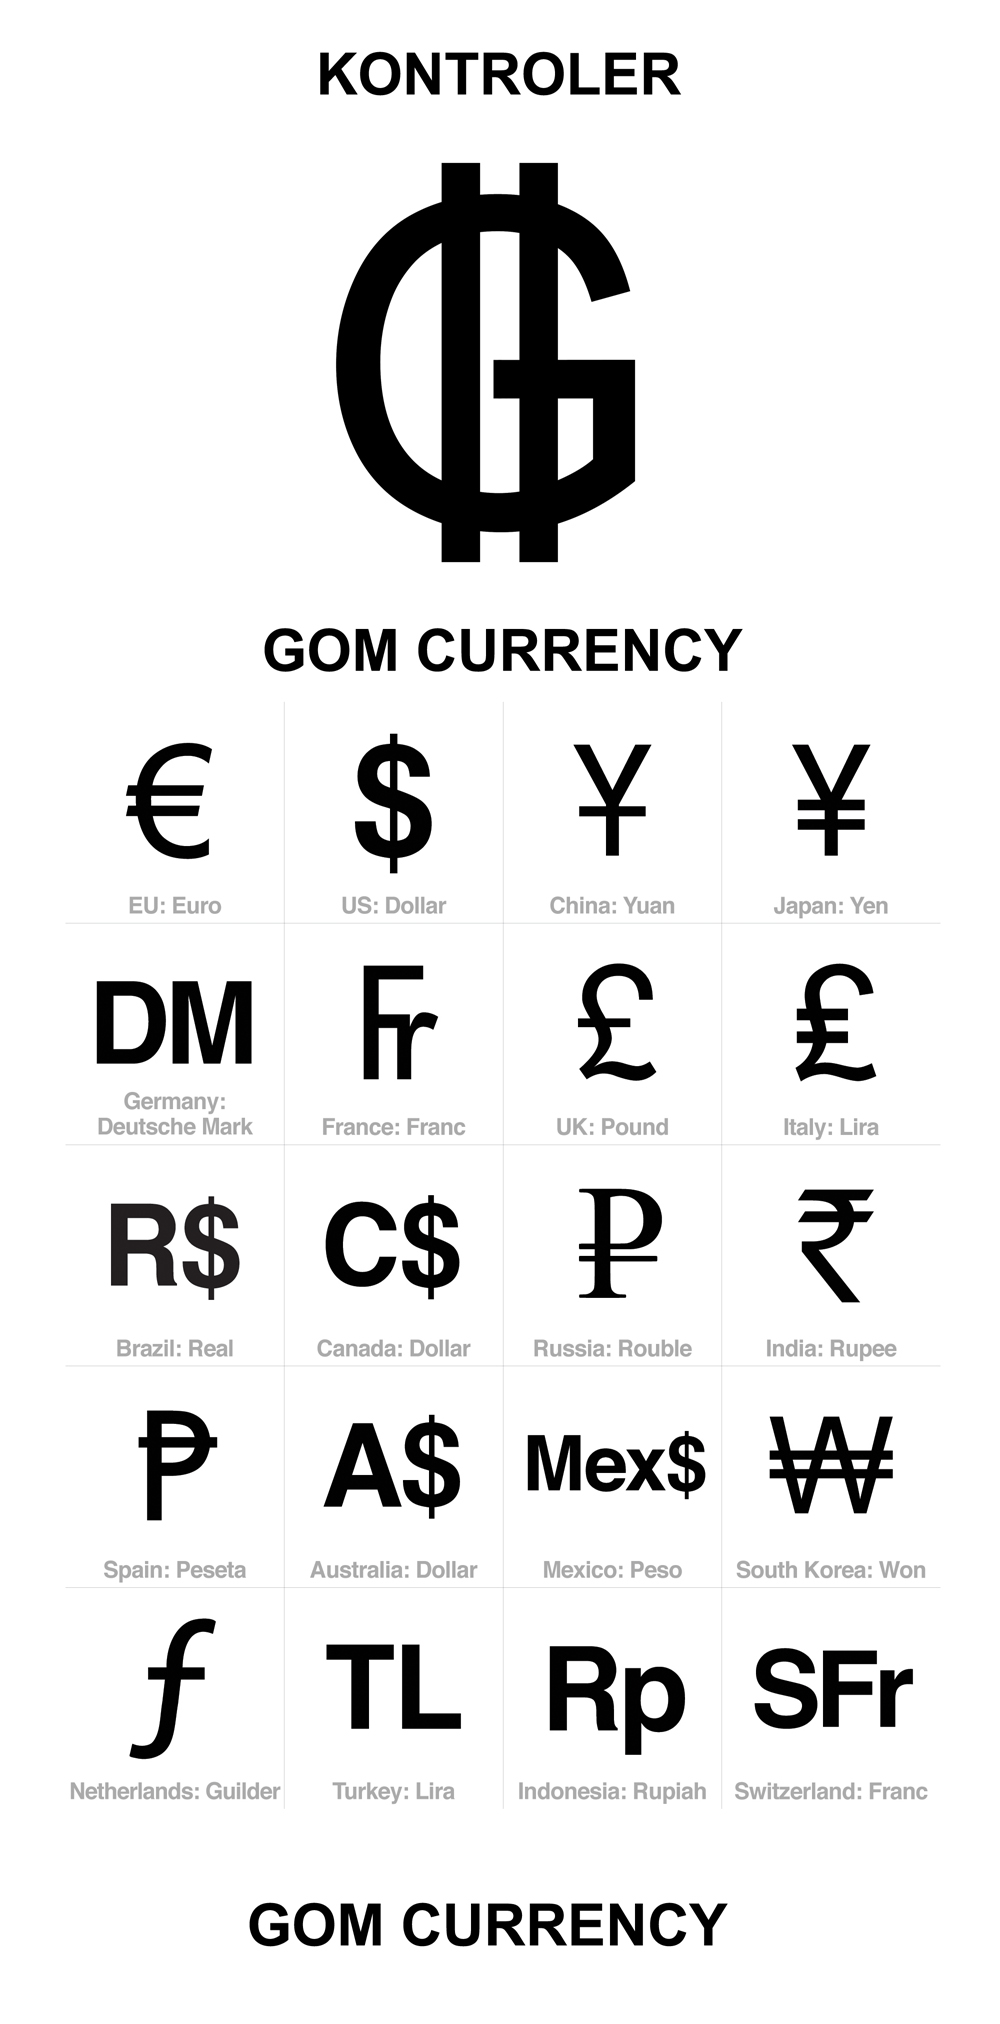 KONTROLER
G
GOM CURRENCY
€ $ Y ¥
EU: Euro US: Dollar China: Yuan Japan: Yen
DM ₣ £ ₤
Germany:
Deutsche Mark France: Franc UK: Pound Italy: Lira
R$ C$ ₽ ₹
Brazil: Real Canada: Dollar Russia: Rouble India: Rupee
₱ A$ Mex$ ₩
Spain: Peseta Australia: Dollar Mexico: Peso South Korea: Won
ƒ TL Rp SFr
Netherlands: Guilder Turkey: Lira Indonesia: Rupiah Switzerland: Franc
GOM CURRENCY